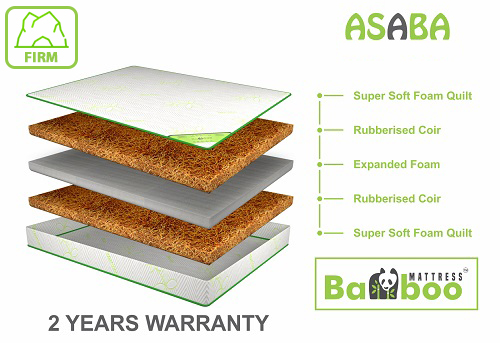 ASABA
FIRM
Super Soft Foam Quilt
Rubberised Coir
Expanded Foam
Rubberised Coir
Super Soft Foam Quilt
MATTRESS
Bamboo
2 YEARS WARRANTY